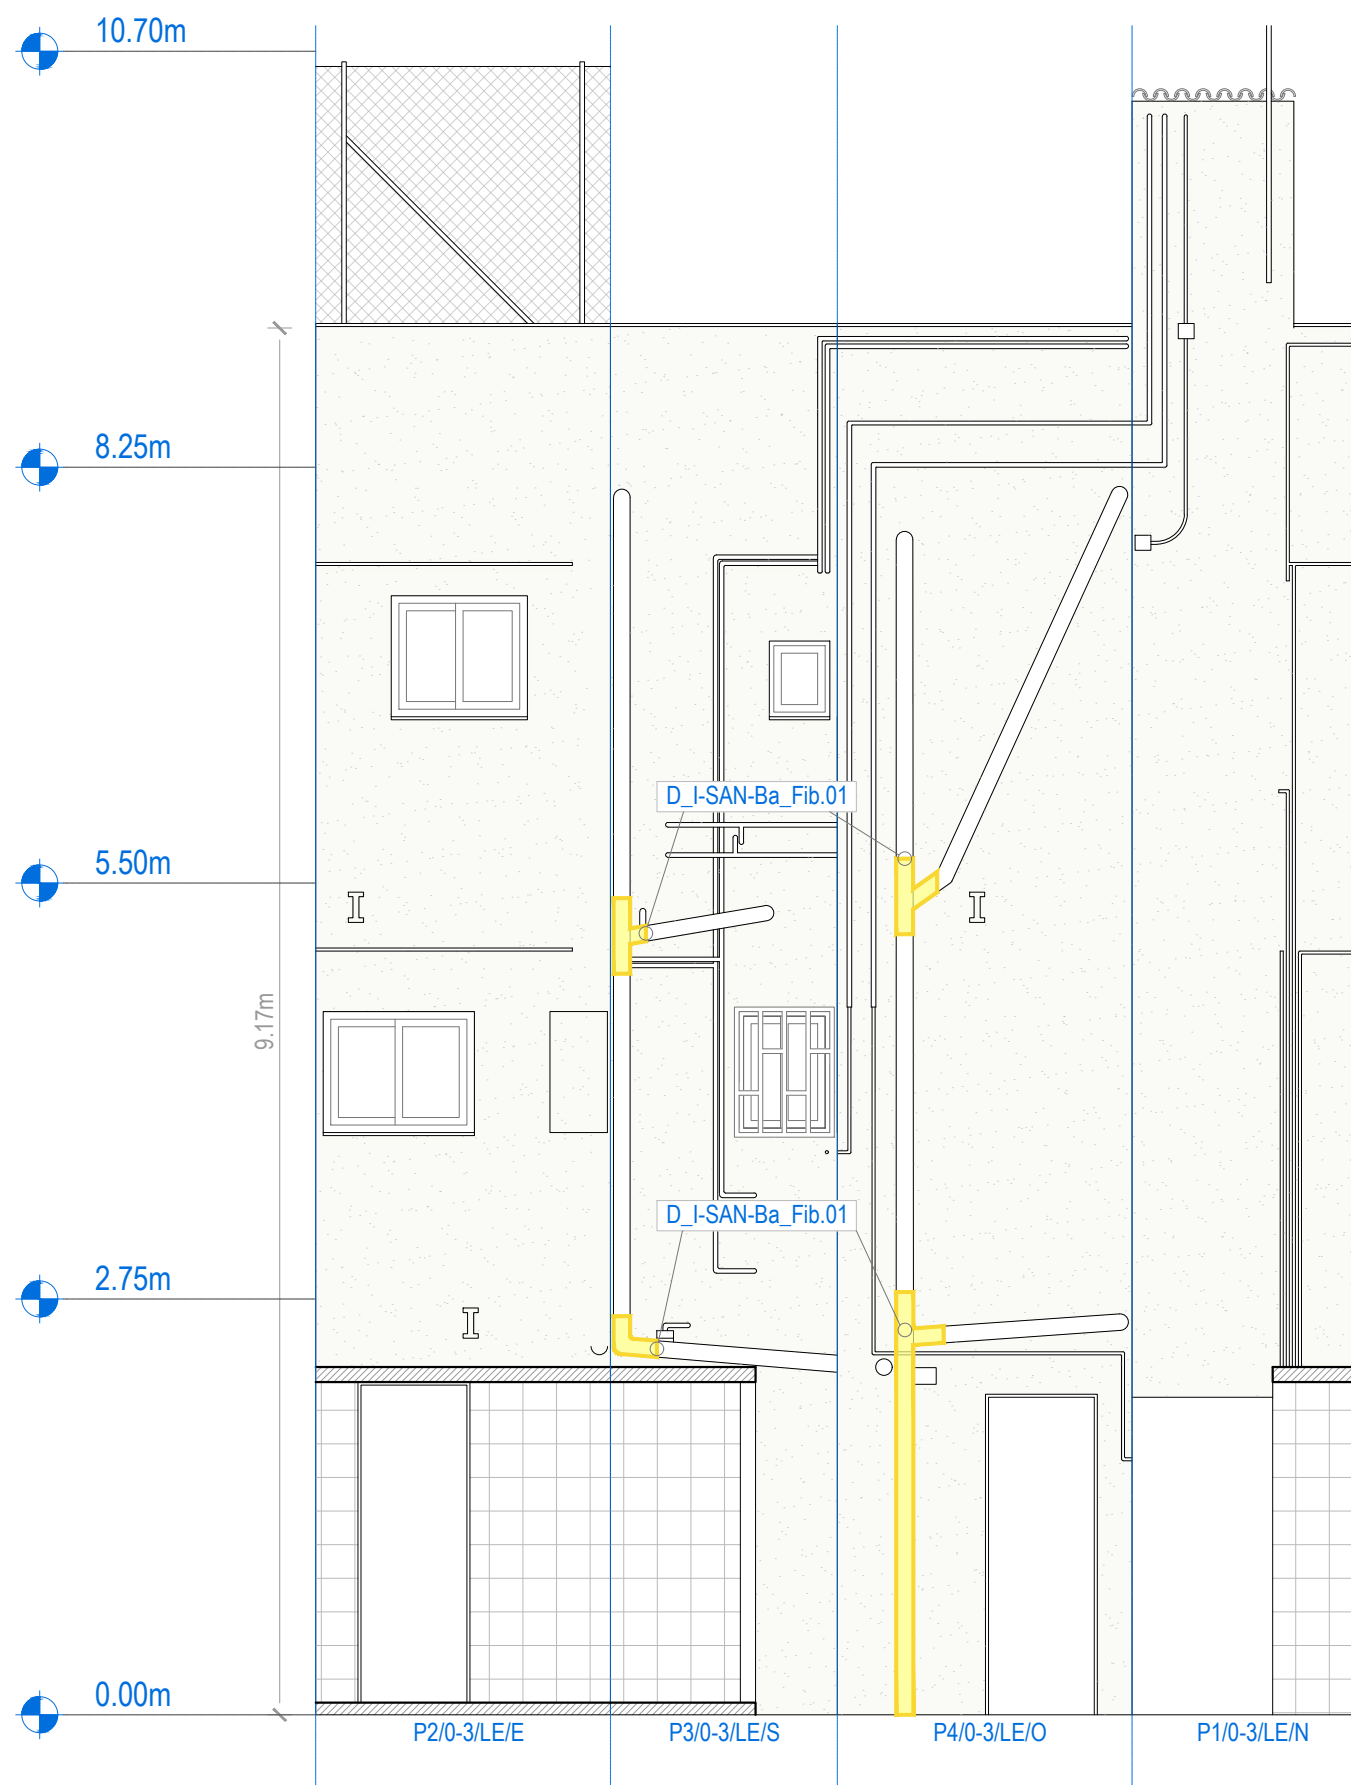 10.70m
8.25m
D_I-SAN-Ba_Fib.01
5.50m
9.17m
D_I-SAN-Ba_Fib.01
2.75m
0.00m
P2/0-3/LE/E
P3/0-3/LE/S
P4/0-3/LE/O
P1/0-3/LE/N